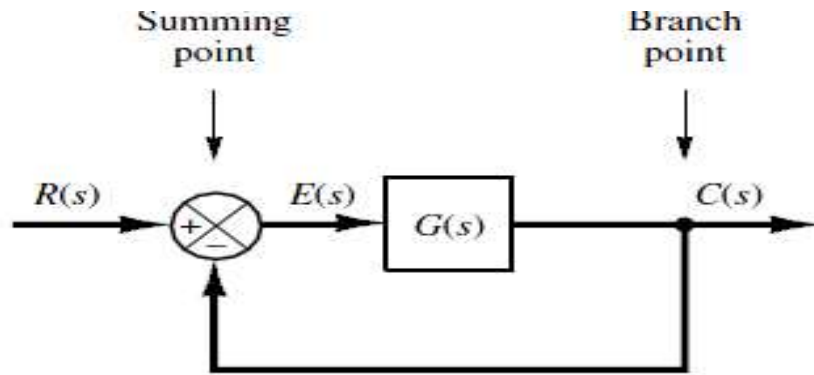 Summing
point
Branch
point
R(s)
+
−
E(s)
G(s)
C(s)